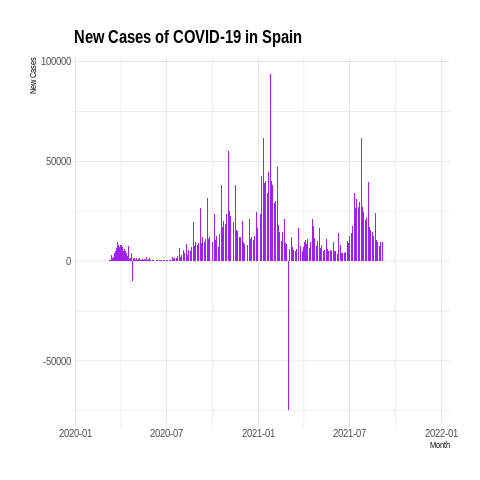 New Cases of COVID-19 in Spain
New Cases
100000
50000
0
-50000
2020-01 2020-07 2021-01 2021-07 2022-01
Month